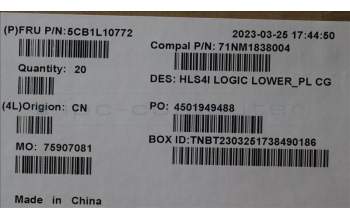 (P)FRU P/N:5CB1L10772
2023-03-25 17:44:50
Compal P/N: 71NM1838004
Quantity: 20
DES: HLS4I LOGIC LOWER_PL CG
(4L)Origion: CN
PO: 4501949488
BOX ID:TNBT2303251738490186
MO: 75907081
Made in China